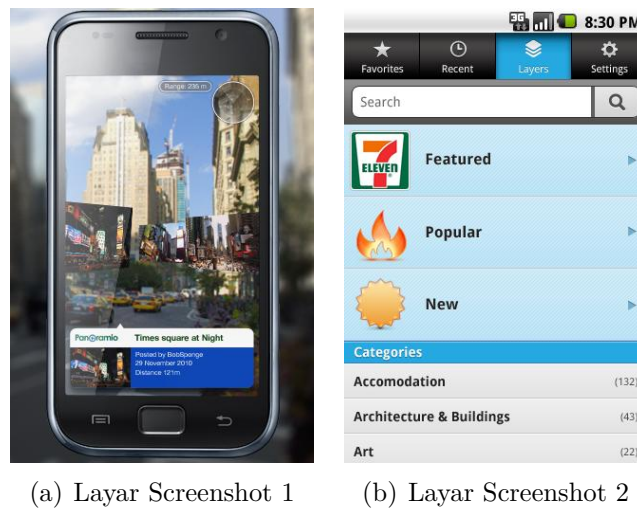 Range 235 m
Panoramio Times square at Night
Posted by BobSponge
29 November 2010
Distance 121m
(a) Layar Screenshot 1
3G 8:30 PM
Favorites Recent Layers Settings
Search
7 ELEVEN Featured
Popular
New
Categories
Accomodation (132)
Architecture & Buildings (43)
Art (22)
(b) Layar Screenshot 2